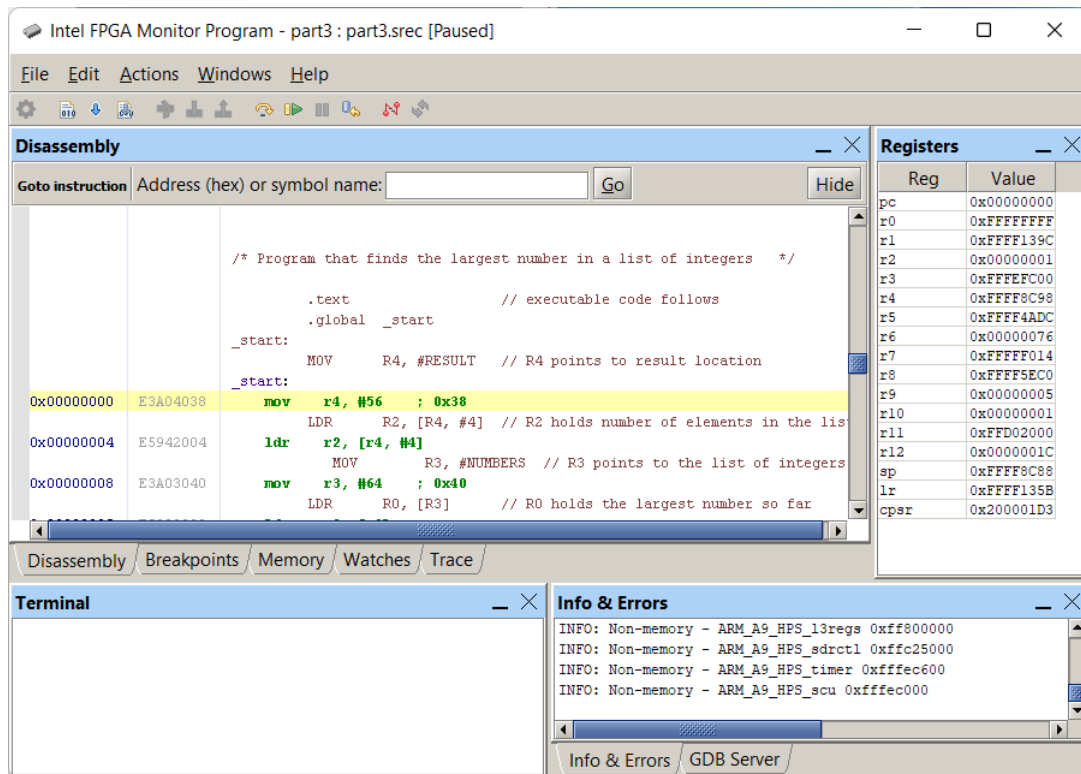 Intel FPGA Monitor Program - part3 : part3.srec [Paused]
File Edit Actions Windows Help
Disassembly
Goto instruction Address (hex) or symbol name: Go Hide
/* Program that finds the largest number in a list of integers */
.text // executable code follows
.global _start
_start:
MOV R4, #RESULT // R4 points to result location
_start:
0x00000000 E3A04038 mov r4, #56 ; 0x38
LDR R2, [R4, #4] // R2 holds number of elements in the lis
0x00000004 E5942004 ldr r2, [r4, #4]
MOV R3, #NUMBERS // R3 points to the list of integers
0x00000008 E3A03040 mov r3, #64 ; 0x40
LDR R0, [R3] // R0 holds the largest number so far
Disassembly Breakpoints Memory Watches Trace
Registers
Reg Value
pc 0x00000000
r0 0xFFFFFFFF
r1 0xFFFF139C
r2 0x00000001
r3 0xFFFEFC00
r4 0xFFFF8C98
r5 0xFFFF4ADC
r6 0x00000076
r7 0xFFFFF014
r8 0xFFFF5EC0
r9 0x00000005
r10 0x00000001
r11 0xFFD02000
r12 0x0000001C
sp 0xFFFF8C88
lr 0xFFFF135B
cpsr 0x200001D3
Terminal
Info & Errors
INFO: Non-memory - ARM_A9_HPS_l3regs 0xff800000
INFO: Non-memory - ARM_A9_HPS_sdrctl 0xffc25000
INFO: Non-memory - ARM_A9_HPS_timer 0xfffec600
INFO: Non-memory - ARM_A9_HPS_scu 0xfffec000
Info & Errors GDB Server